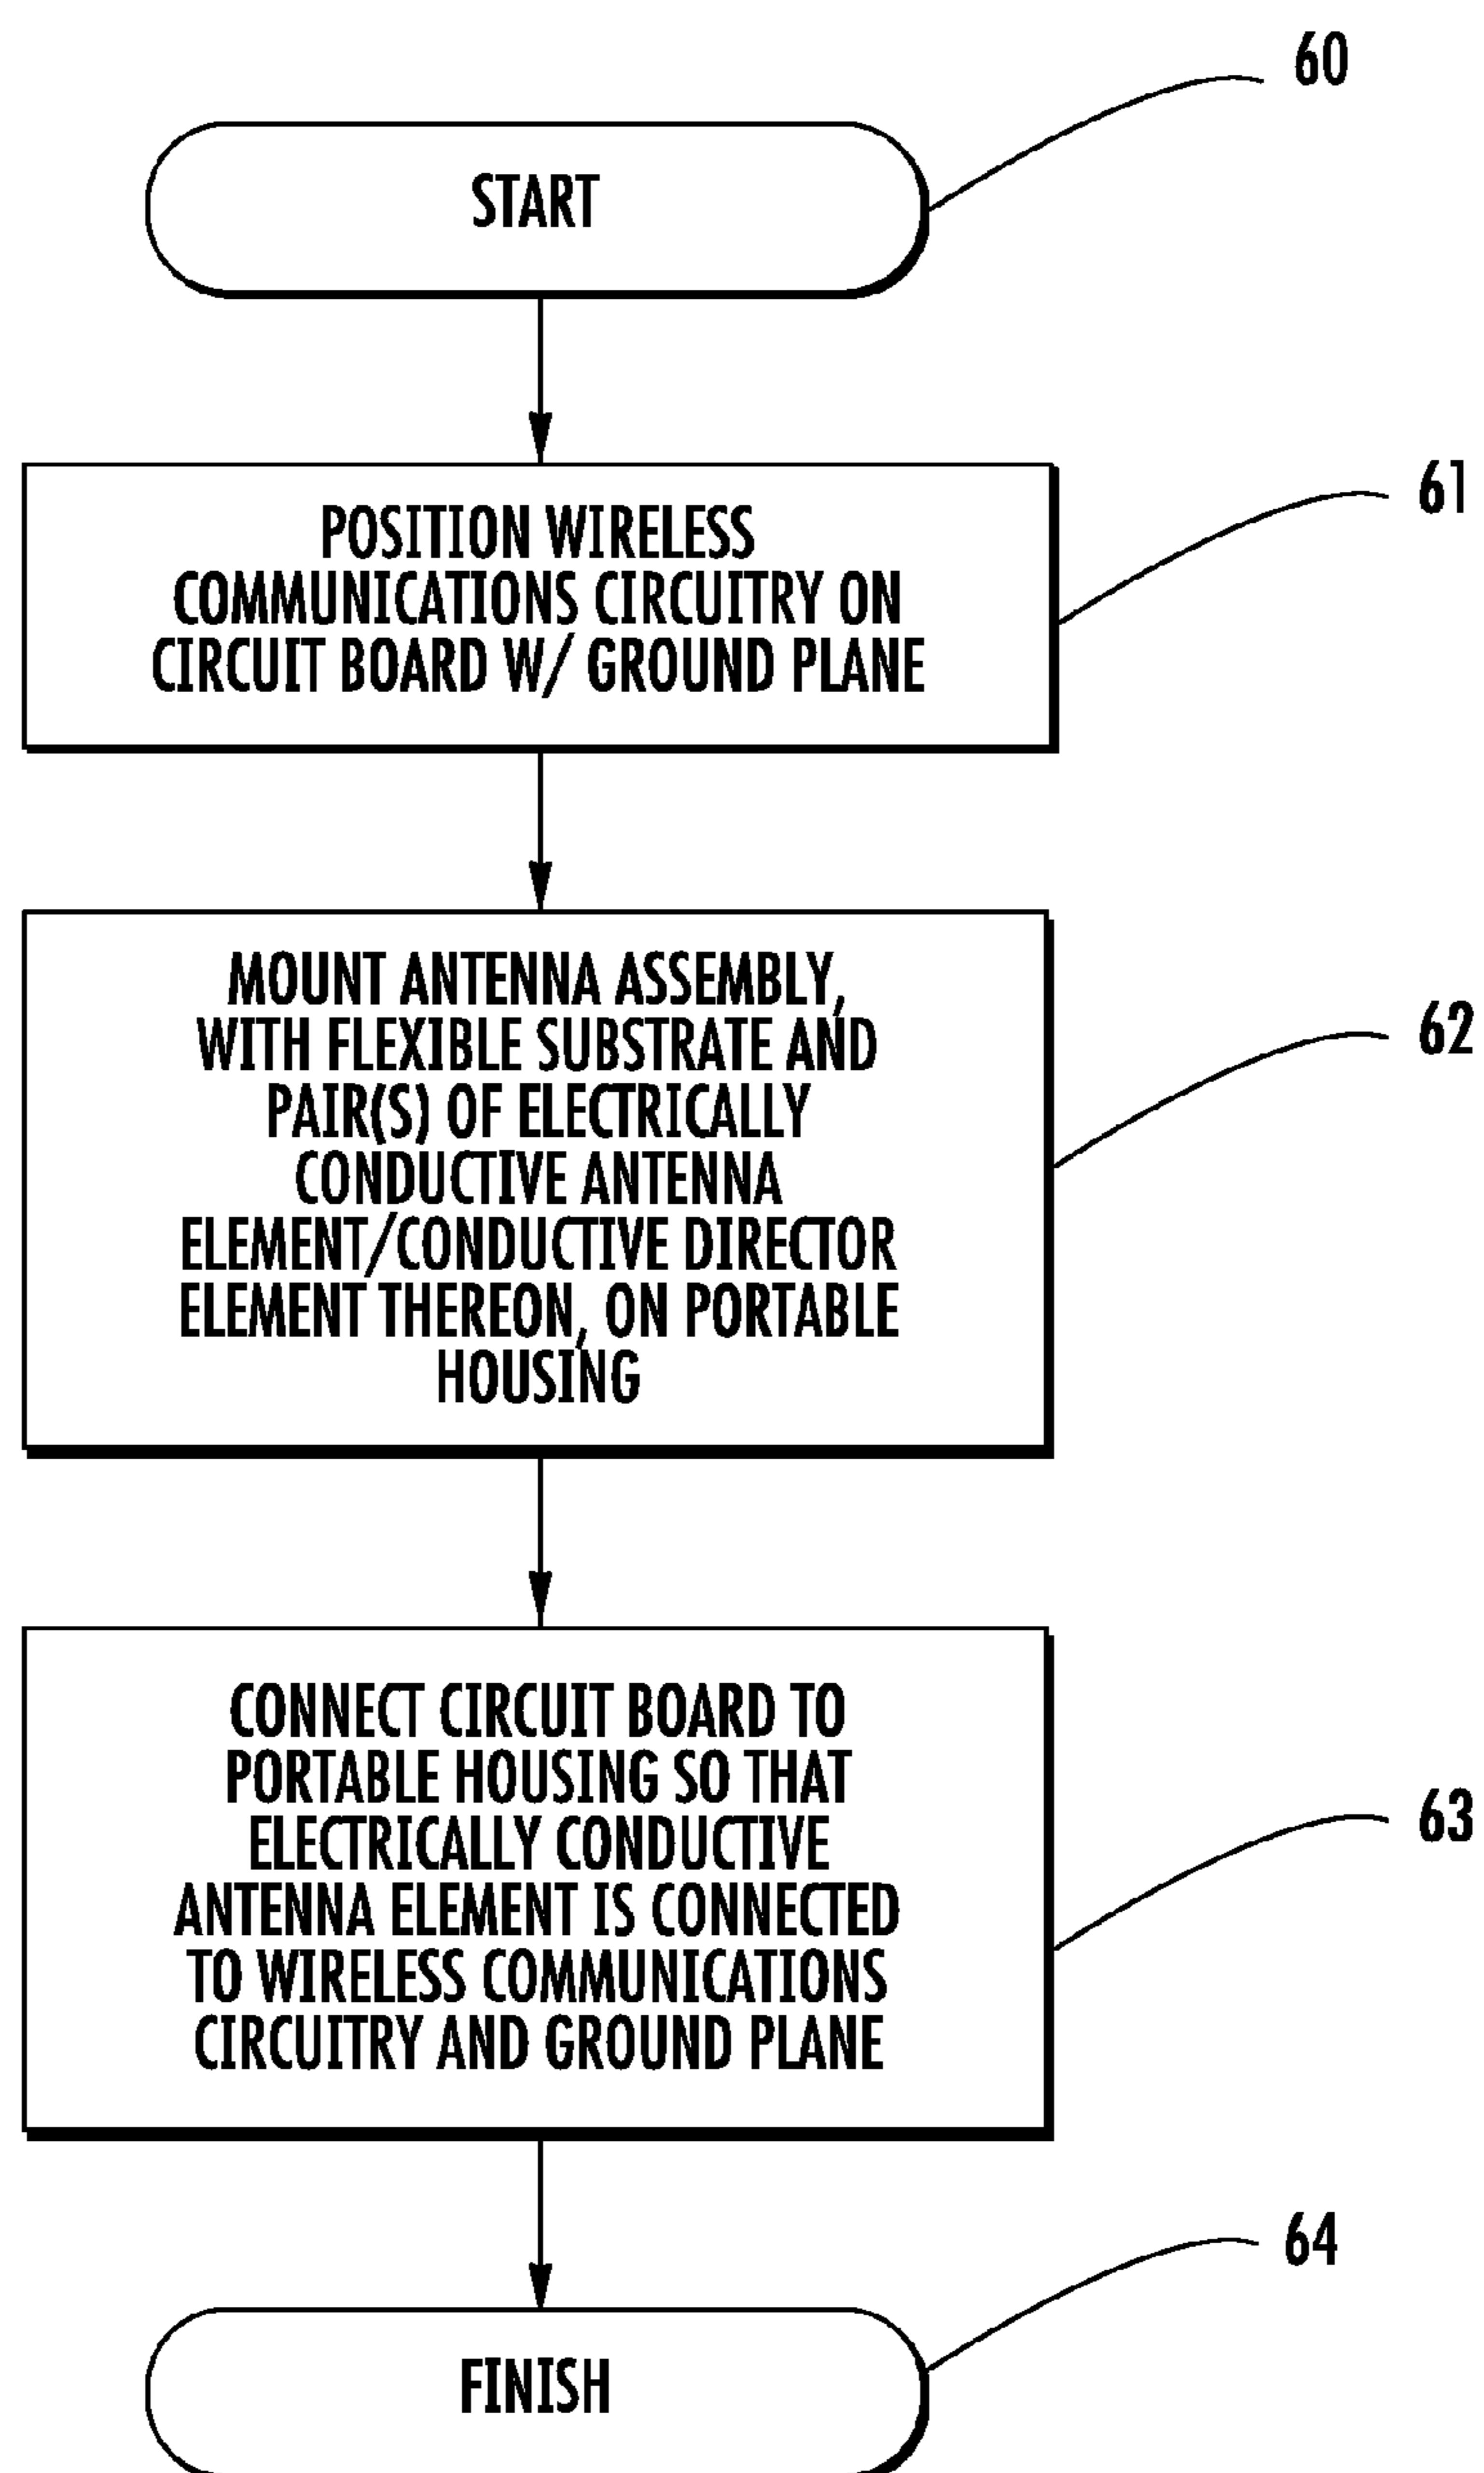 60
START
61
POSITION WIRELESS
COMMUNICATIONS CIRCUITRY ON
CIRCUIT BOARD W/ GROUND PLANE
62
MOUNT ANTENNA ASSEMBLY,
WITH FLEXIBLE SUBSTRATE AND
PAIR(S) OF ELECTRICALLY
CONDUCTIVE ANTENNA
ELEMENT/CONDUCTIVE DIRECTOR
ELEMENT THEREON, ON PORTABLE
HOUSING
63
CONNECT CIRCUIT BOARD TO
PORTABLE HOUSING SO THAT
ELECTRICALLY CONDUCTIVE
ANTENNA ELEMENT IS CONNECTED
TO WIRELESS COMMUNICATIONS
CIRCUITRY AND GROUND PLANE
64
FINISH